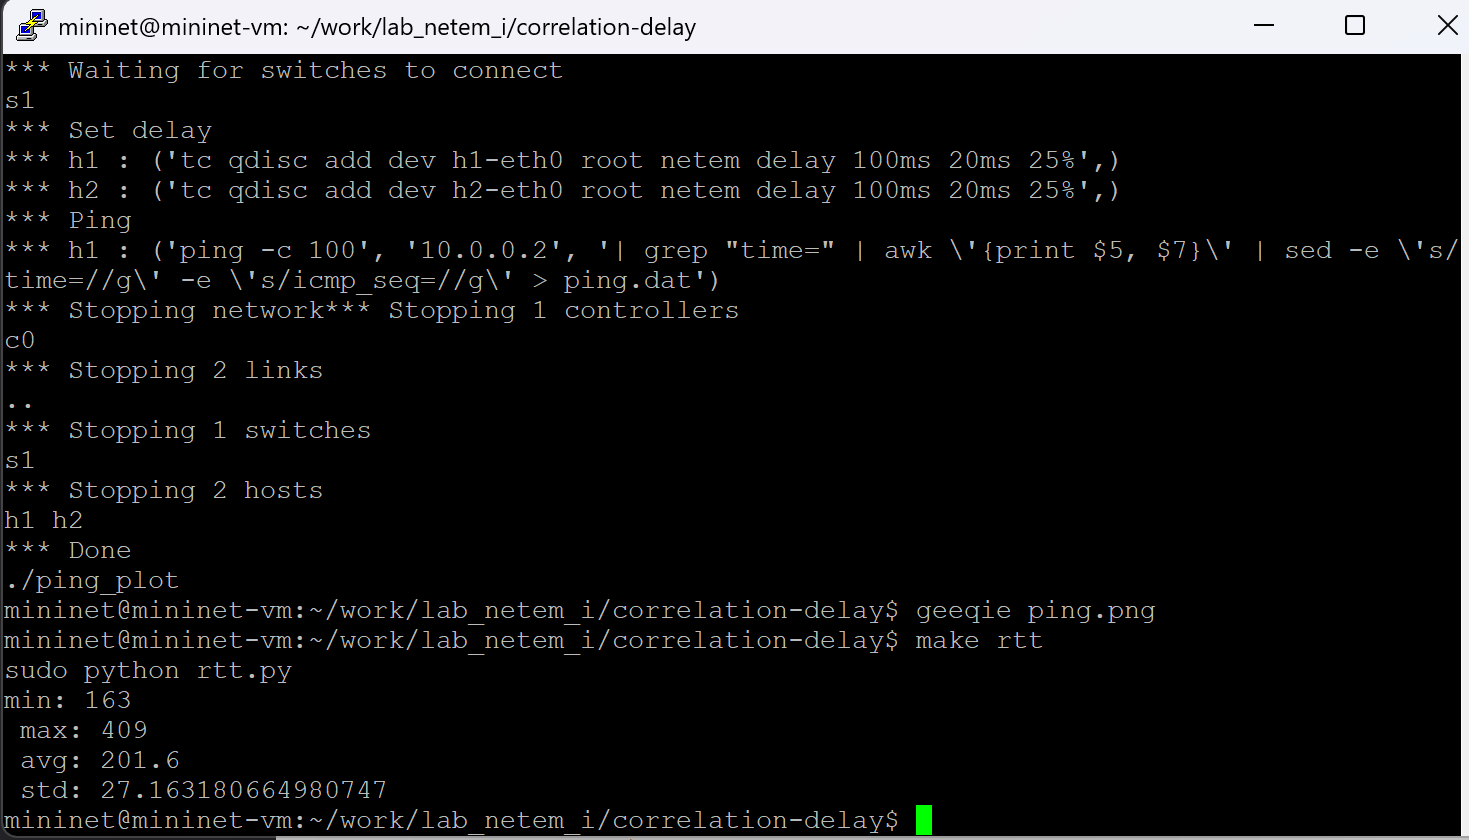 mininet@mininet-vm: ~/work/lab_netem_i/correlation-delay
*** Waiting for switches to connect
s1
*** Set delay
*** h1 : ('tc qdisc add dev h1-eth0 root netem delay 100ms 20ms 25%',)
*** h2 : ('tc qdisc add dev h2-eth0 root netem delay 100ms 20ms 25%',)
*** Ping
*** h1 : ('ping -c 100', '10.0.0.2', '| grep "time=" | awk \'{print $5, $7}\' | sed -e \'s/
time=//g\' -e \'s/icmp_seq=//g\' > ping.dat')
*** Stopping network*** Stopping 1 controllers
c0
*** Stopping 2 links
..
*** Stopping 1 switches
s1
*** Stopping 2 hosts
h1 h2
*** Done
./ping_plot
mininet@mininet-vm:~/work/lab_netem_i/correlation-delay$ geeqie ping.png
mininet@mininet-vm:~/work/lab_netem_i/correlation-delay$ make rtt
sudo python rtt.py
min: 163
 max: 409
 avg: 201.6
 std: 27.163180664980747
mininet@mininet-vm:~/work/lab_netem_i/correlation-delay$